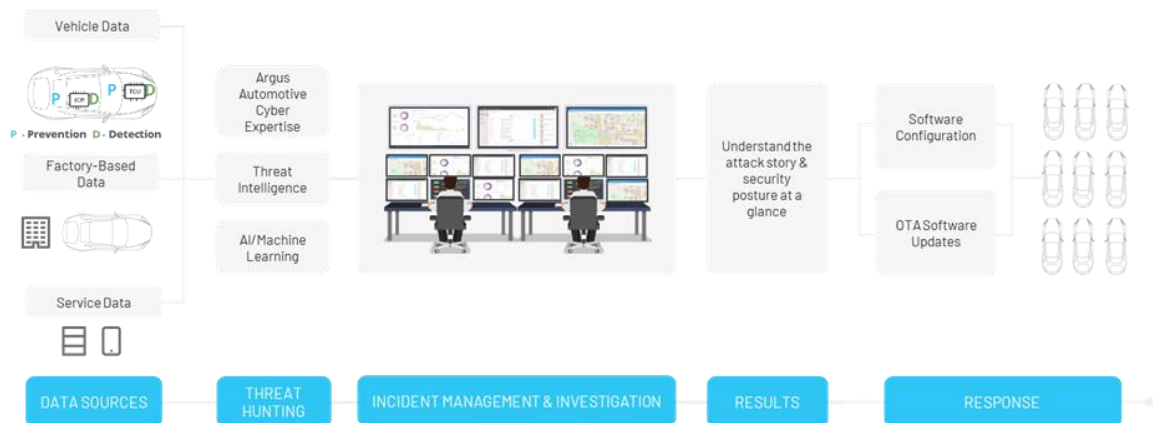 Vehicle Data
P
D
P
ECU
D
P - Prevention D - Detection
Factory-Based
Data
Service Data
Argus
Automotive
Cyber
Expertise
Threat
Intelligence
AI/Machine
Learning
Understand the
attack story &
security
posture at a
glance
Software
Configuration
OTA Software
Updates
DATA SOURCES
THREAT
HUNTING
INCIDENT MANAGEMENT & INVESTIGATION
RESULTS
RESPONSE